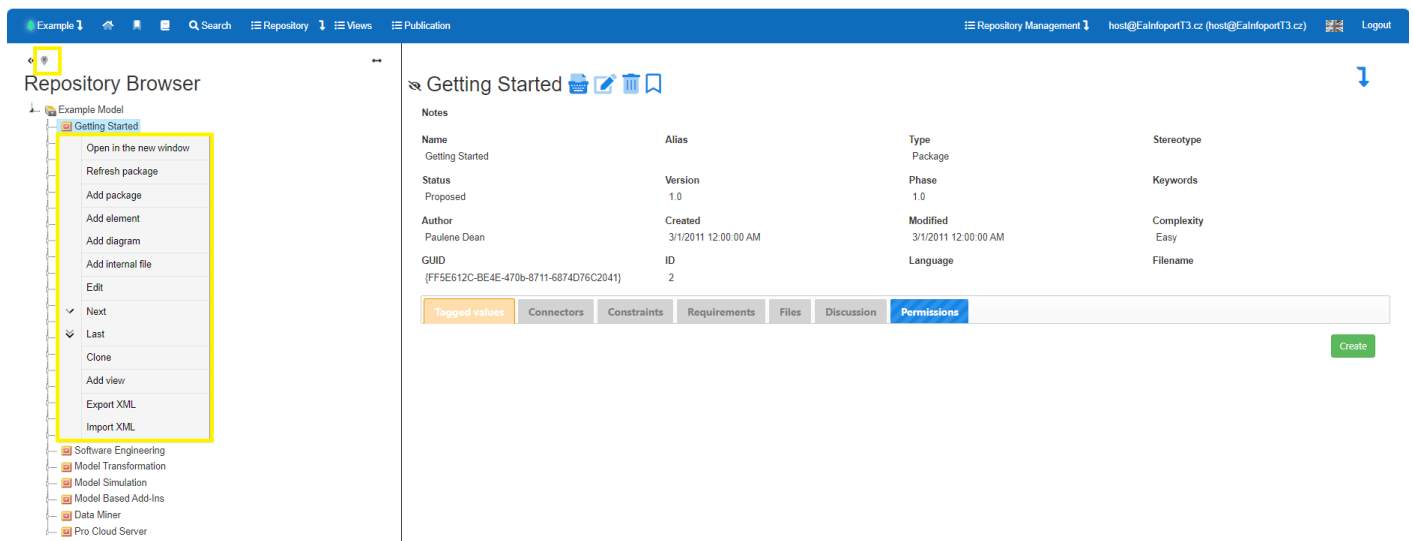 Example Search Repository Views Publication Repository Management host@EaInfoportT3.cz (host@EaInfoportT3.cz) Logout
Repository Browser
Example Model
Getting Started
Open in the new window
Refresh package
Add package
Add element
Add diagram
Add internal file
Edit
Next
Last
Clone
Add view
Export XML
Import XML
Software Engineering
Model Transformation
Model Simulation
Model Based Add-Ins
Data Miner
Pro Cloud Server
Getting Started
Notes
Name Alias Type Stereotype
Getting Started Package
Status Version Phase Keywords
Proposed 1.0 1.0
Author Created Modified Complexity
Paulene Dean 3/1/2011 12:00:00 AM 3/1/2011 12:00:00 AM Easy
GUID ID Language Filename
{FF5E612C-BE4E-470b-8711-6874D76C2041} 2
Tagged values Connectors Constraints Requirements Files Discussion Permissions
Create